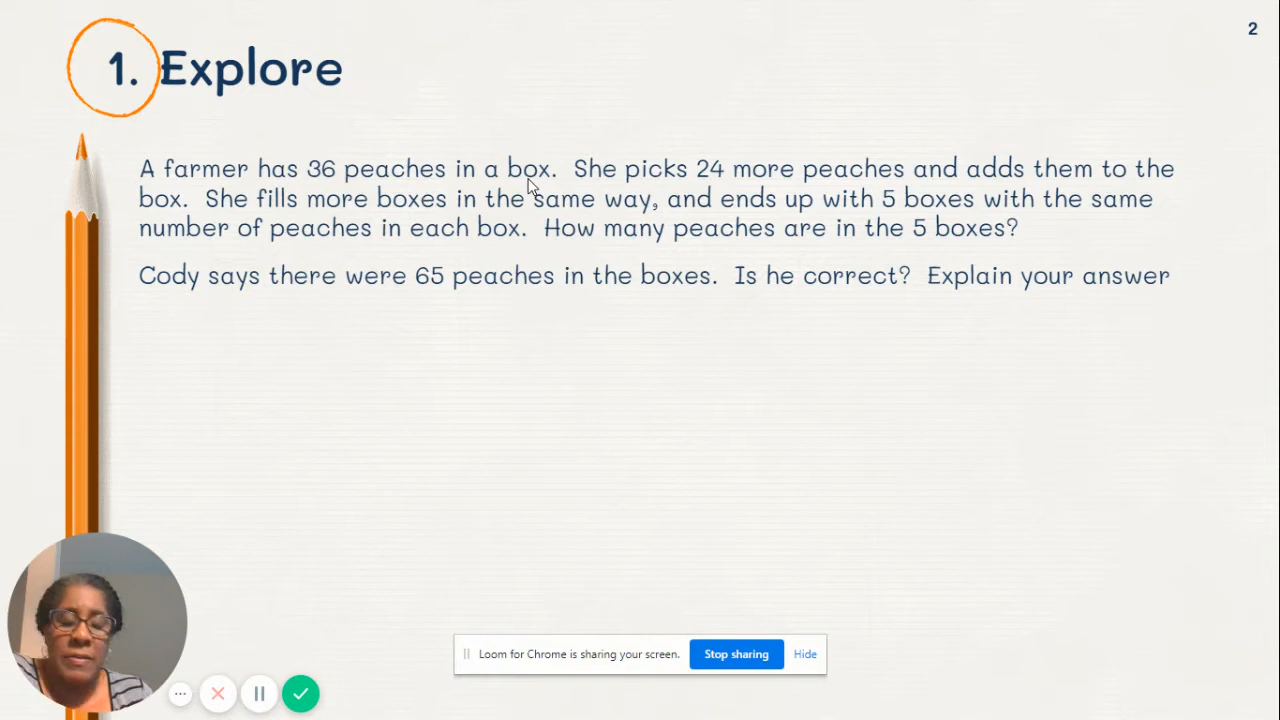 2
1. Explore
A farmer has 36 peaches in a box. She picks 24 more peaches and adds them to the
box. She fills more boxes in the same way, and ends up with 5 boxes with the same
number of peaches in each box. How many peaches are in the 5 boxes?
Cody says there were 65 peaches in the boxes. Is he correct? Explain your answer
Loom for Chrome is sharing your screen. Stop sharing Hide